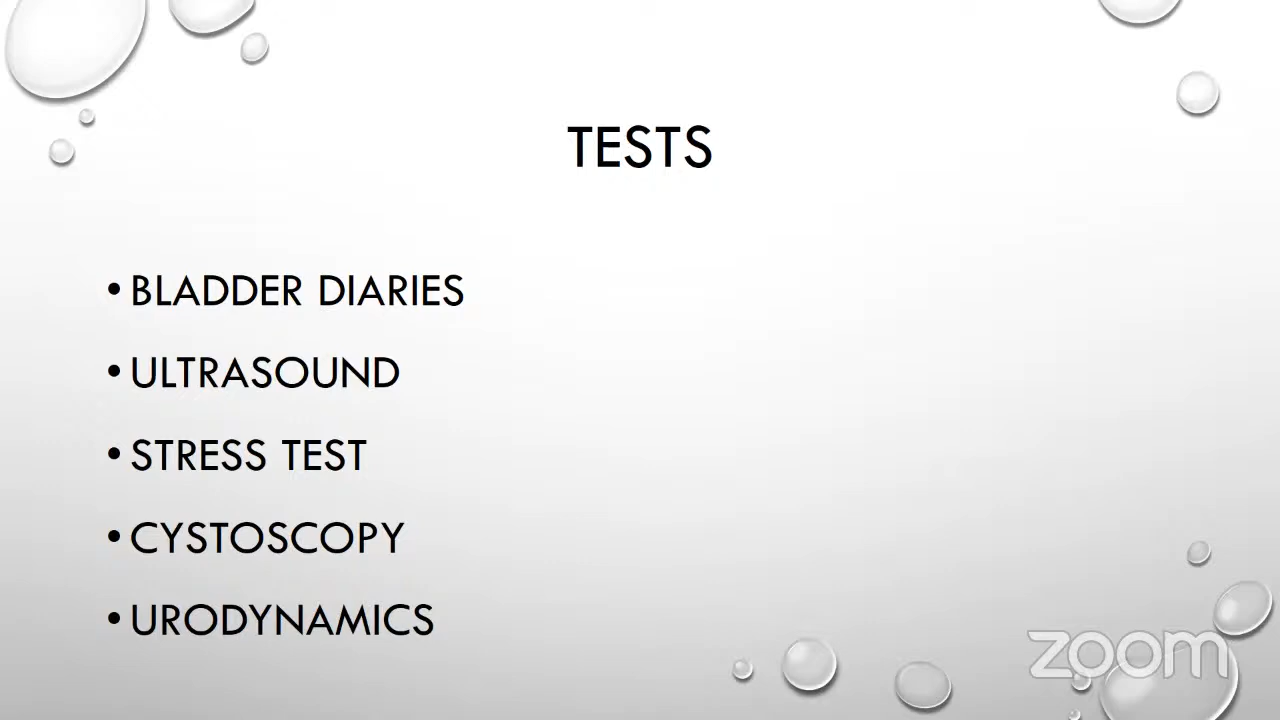 TESTS
• BLADDER DIARIES
• ULTRASOUND
• STRESS TEST
• CYSTOSCOPY
• URODYNAMICS
zoom